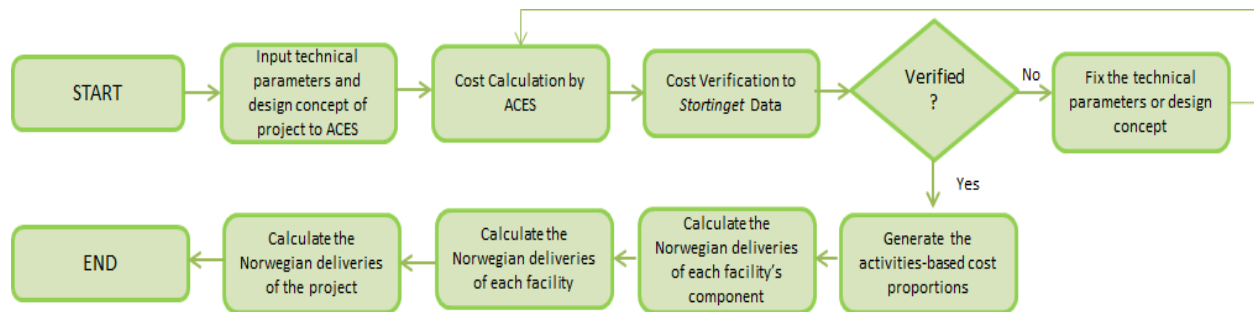 START
Input technical
parameters and
design concept of
project to ACES
Cost Calculation by
ACES
Cost Verification to
Stortinget Data
Verified
?
No
Fix the technical
parameters or design
concept
Yes
Generate the
activities-based cost
proportions
Calculate the
Norwegian deliveries
of each facility's
component
Calculate the
Norwegian deliveries
of each facility
Calculate the
Norwegian deliveries
of the project
END